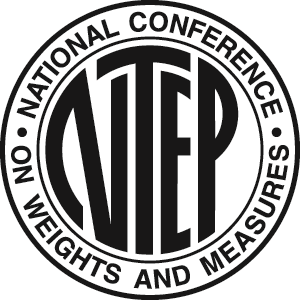 NATIONAL CONFERENCE
NTEP
• ON WEIGHTS AND MEASURES •